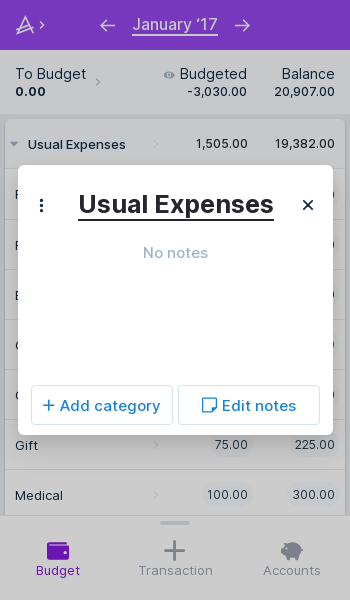 January ‘17
To Budget
0.00
Budgeted
-3,030.00
Balance
20,907.00
Usual Expenses 1,505.00 19,382.00
Usual Expenses
No notes
Add category
Edit notes
Gift 75.00 225.00
Medical 100.00 300.00
Budget
Transaction
Accounts